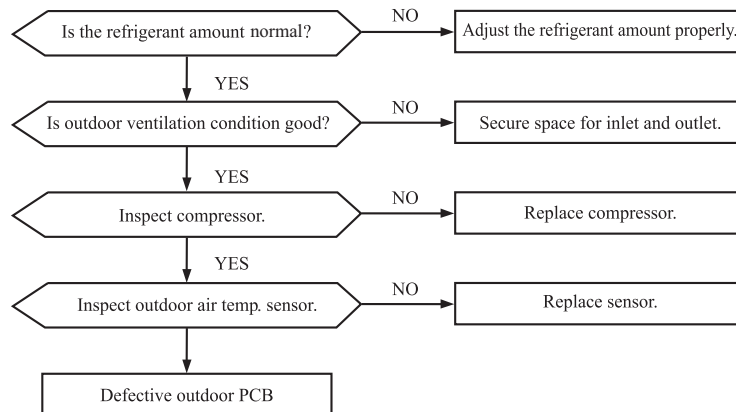 Is the refrigerant amount normal?
NO
Adjust the refrigerant amount properly.
YES
Is outdoor ventilation condition good?
NO
Secure space for inlet and outlet.
YES
Inspect compressor.
NO
Replace compressor.
YES
Inspect outdoor air temp. sensor.
NO
Replace sensor.
Defective outdoor PCB